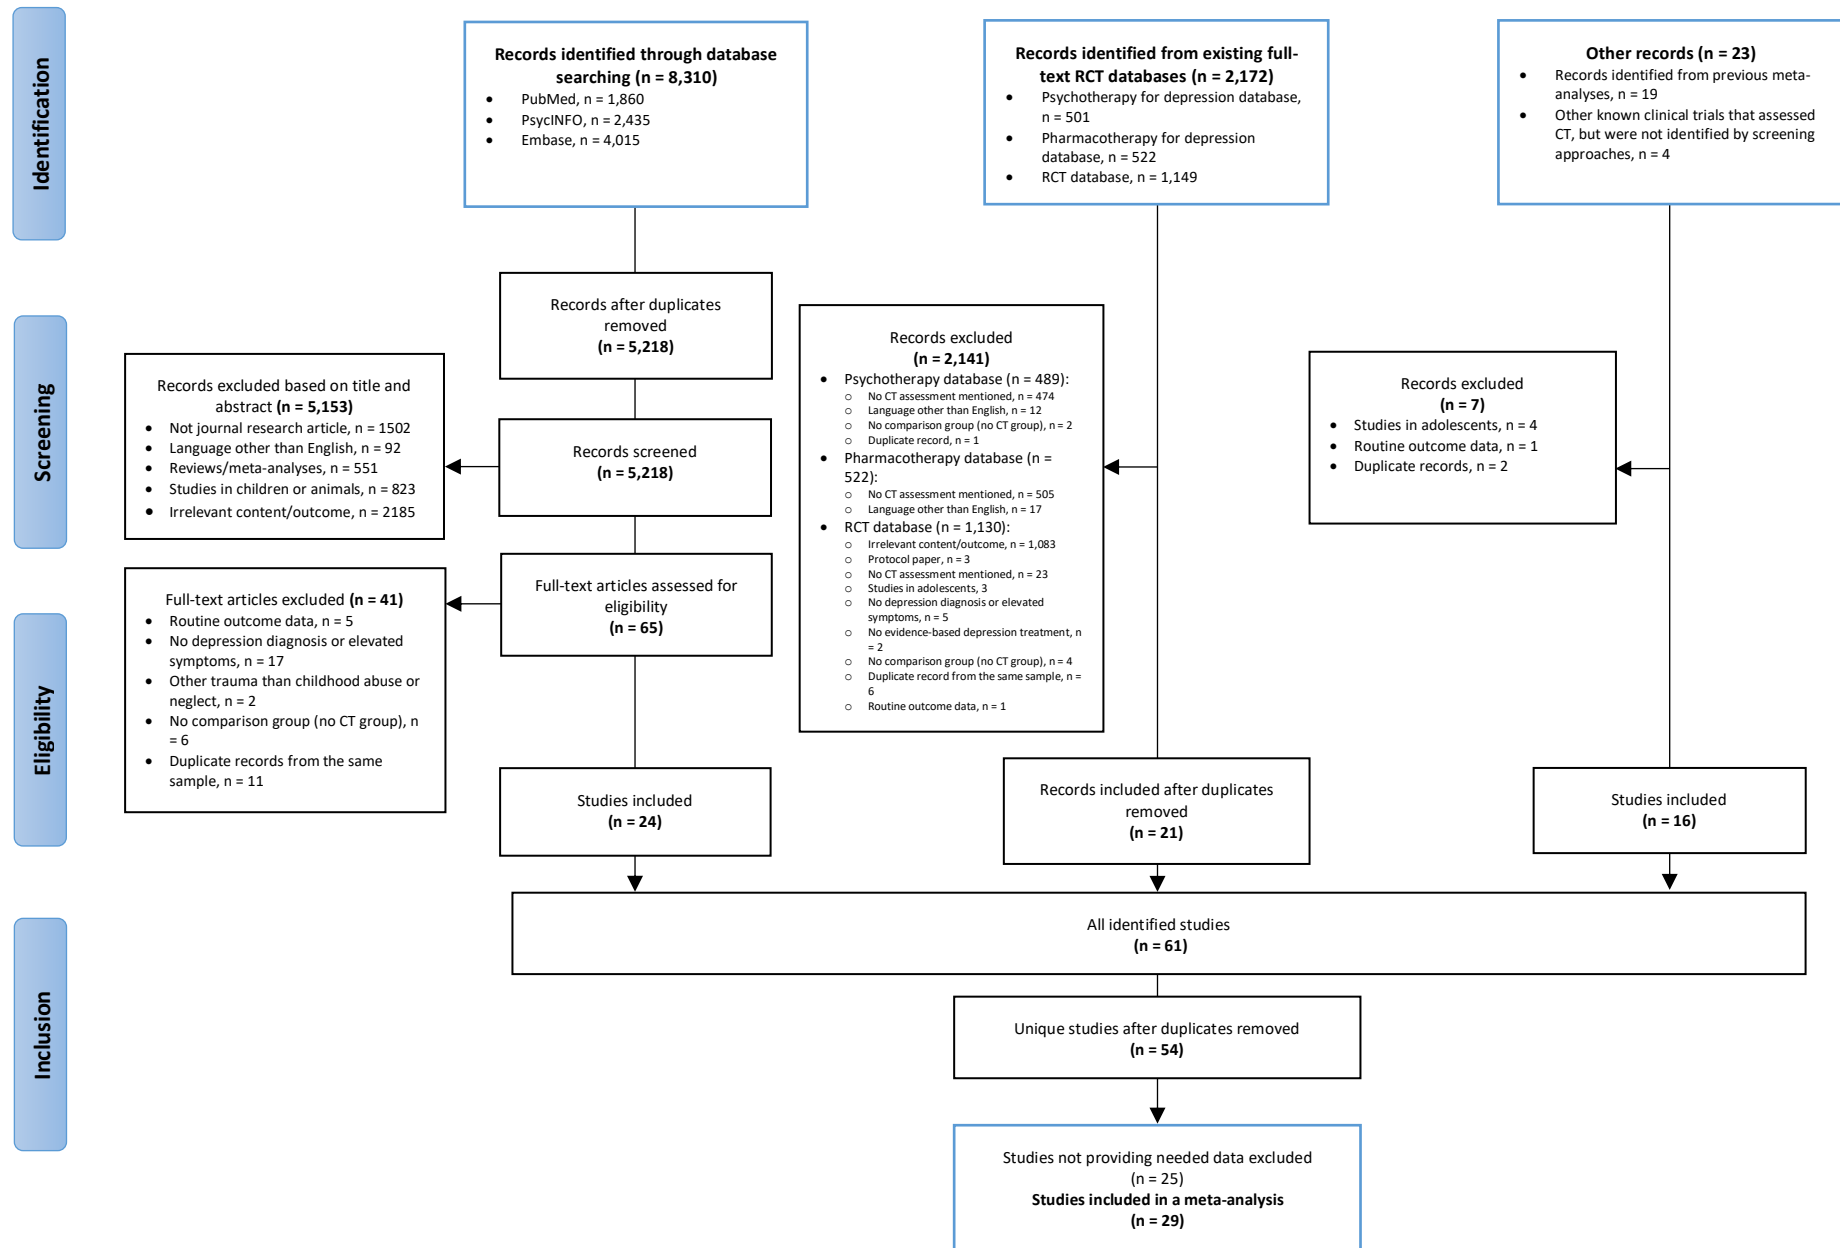 Identification
Records identified through database
searching (n = 8,310)
• PubMed, n = 1,860
• PsycINFO, n = 2,435
• Embase, n = 4,015
Records identified from existing full-
text RCT databases (n = 2,172)
• Psychotherapy for depression database,
n = 501
• Pharmacotherapy for depression
database, n = 522
• RCT database, n = 1,149
Other records (n = 23)
• Records identified from previous meta-
analyses, n = 19
• Other known clinical trials that assessed
CT, but were not identified by screening
approaches, n = 4
Screening
Records after duplicates
removed
(n = 5,218)
Records excluded based on title and
abstract (n = 5,153)
• Not journal research article, n = 1502
• Language other than English, n = 92
• Reviews/meta-analyses, n = 551
• Studies in children or animals, n = 823
• Irrelevant content/outcome, n = 2185
Records screened
(n = 5,218)
Records excluded
(n = 2,141)
• Psychotherapy database (n = 489):
o No CT assessment mentioned, n = 474
o Language other than English, n = 12
o No comparison group (no CT group), n = 2
o Duplicate record, n = 1
• Pharmacotherapy database (n =
522):
o No CT assessment mentioned, n = 505
o Language other than English, n = 17
• RCT database (n = 1,130):
o Irrelevant content/outcome, n = 1,083
o Protocol paper, n = 3
o No CT assessment mentioned, n = 23
o Studies in adolescents, 3
o No depression diagnosis or elevated
symptoms, n = 5
o No evidence-based depression treatment, n
= 2
o No comparison group (no CT group), n = 4
o Duplicate record from the same sample, n =
6
o Routine outcome data, n = 1
Records excluded
(n = 7)
• Studies in adolescents, n = 4
• Routine outcome data, n = 1
• Duplicate records, n = 2
Eligibility
Full-text articles assessed for
eligibility
(n = 65)
Full-text articles excluded (n = 41)
• Routine outcome data, n = 5
• No depression diagnosis or elevated
symptoms, n = 17
• Other trauma than childhood abuse or
neglect, n = 2
• No comparison group (no CT group), n
= 6
• Duplicate records from the same
sample, n = 11
Studies included
(n = 24)
Records included after duplicates
removed
(n = 21)
Studies included
(n = 16)
Inclusion
All identified studies
(n = 61)
Unique studies after duplicates removed
(n = 54)
Studies not providing needed data excluded
(n = 25)
Studies included in a meta-analysis
(n = 29)